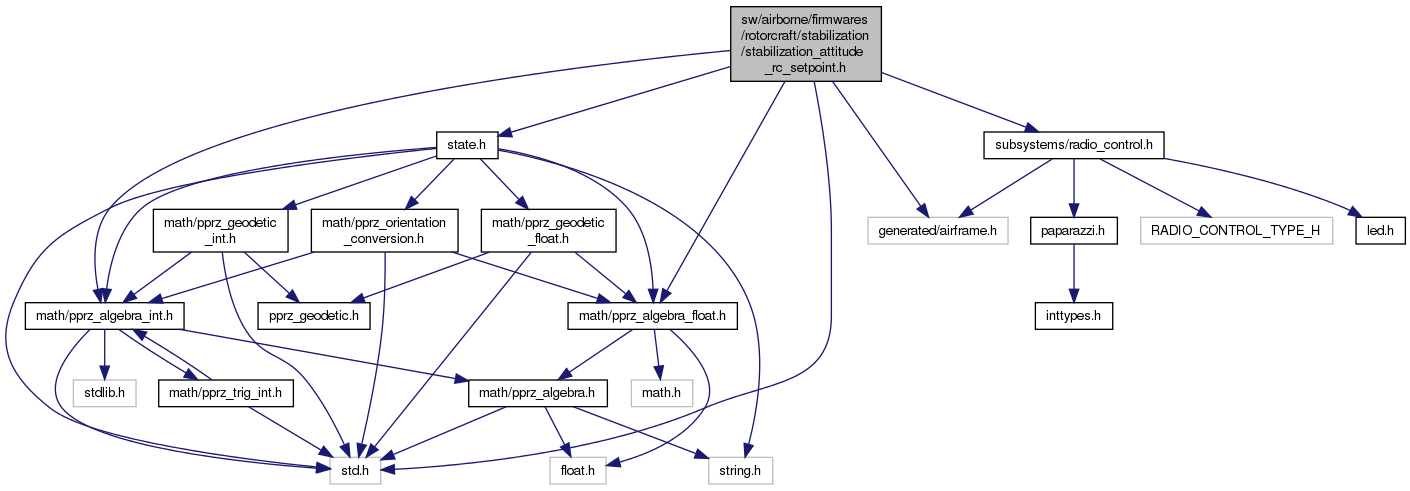 sw/airborne/firmwares
/rotorcraft/stabilization
/stabilization_attitude
_rc_setpoint.h
state.h
subsystems/radio_control.h
math/pprz_geodetic
_int.h
math/pprz_orientation
_conversion.h
math/pprz_geodetic
_float.h
generated/airframe.h
paparazzi.h
RADIO_CONTROL_TYPE_H
led.h
math/pprz_algebra_int.h
pprz_geodetic.h
math/pprz_algebra_float.h
inttypes.h
stdlib.h
math/pprz_trig_int.h
math/pprz_algebra.h
math.h
std.h
float.h
string.h